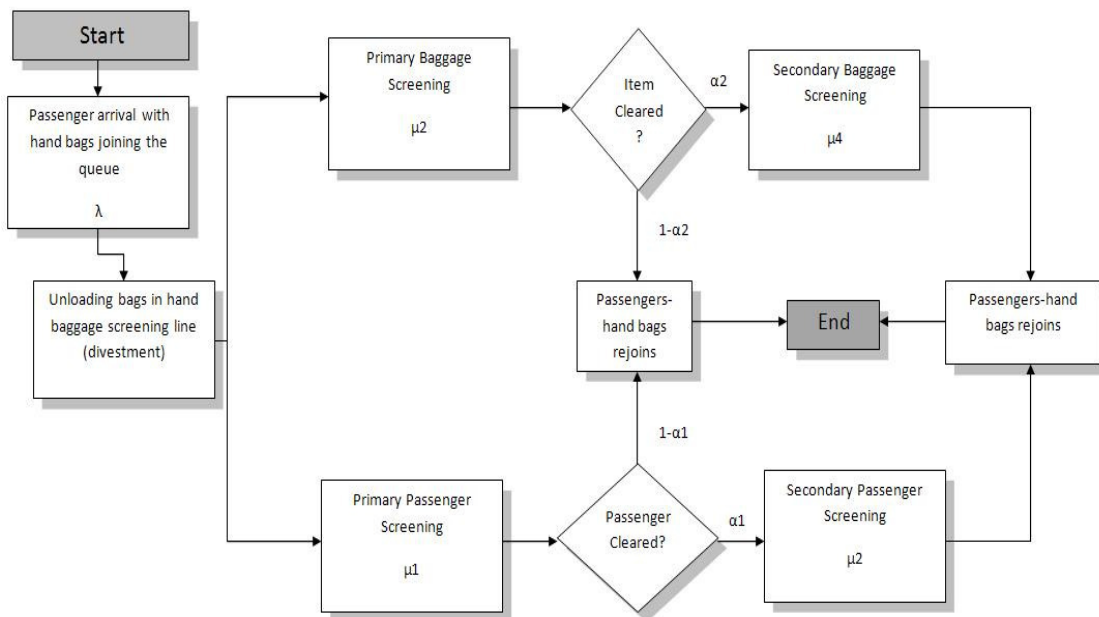 Start
Passenger arrival with
hand bags joining the
queue
λ
Unloading bags in hand
baggage screening line
(divestment)
Primary Baggage
Screening
μ2
Item
Cleared
?
α2
Secondary Baggage
Screening
μ4
1-α2
Passengers-
hand bags
rejoins
End
Passengers-hand
bags rejoins
1-α1
Primary Passenger
Screening
μ1
Passenger
Cleared?
α1
Secondary Passenger
Screening
μ2